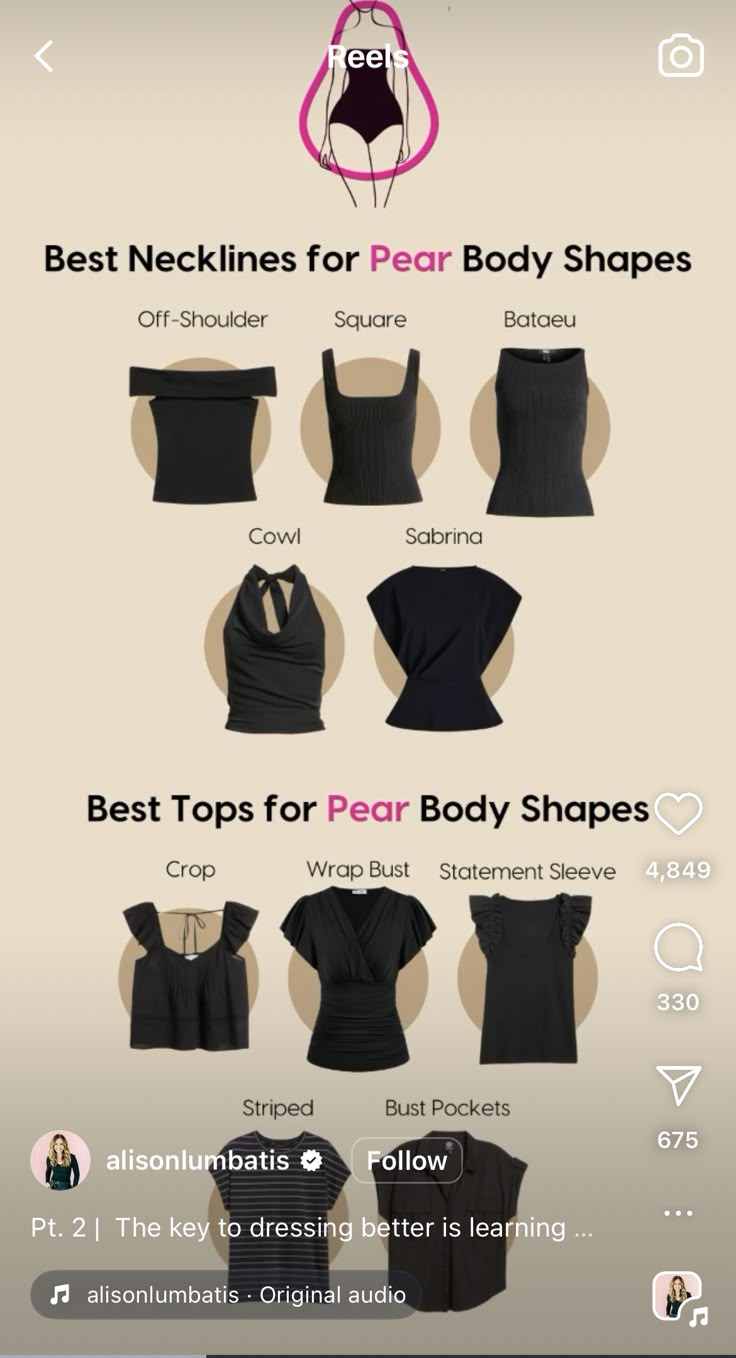 Reels
Best Necklines for Pear Body Shapes
Off-Shoulder
Square
Bataeu
Cowl
Sabrina
Best Tops for Pear Body Shapes
Crop
Wrap Bust
Statement Sleeve
4,849
330
Striped
Bust Pockets
675
alisonlumbatis
Follow
Pt. 2 | The key to dressing better is learning ...
alisonlumbatis · Original audio